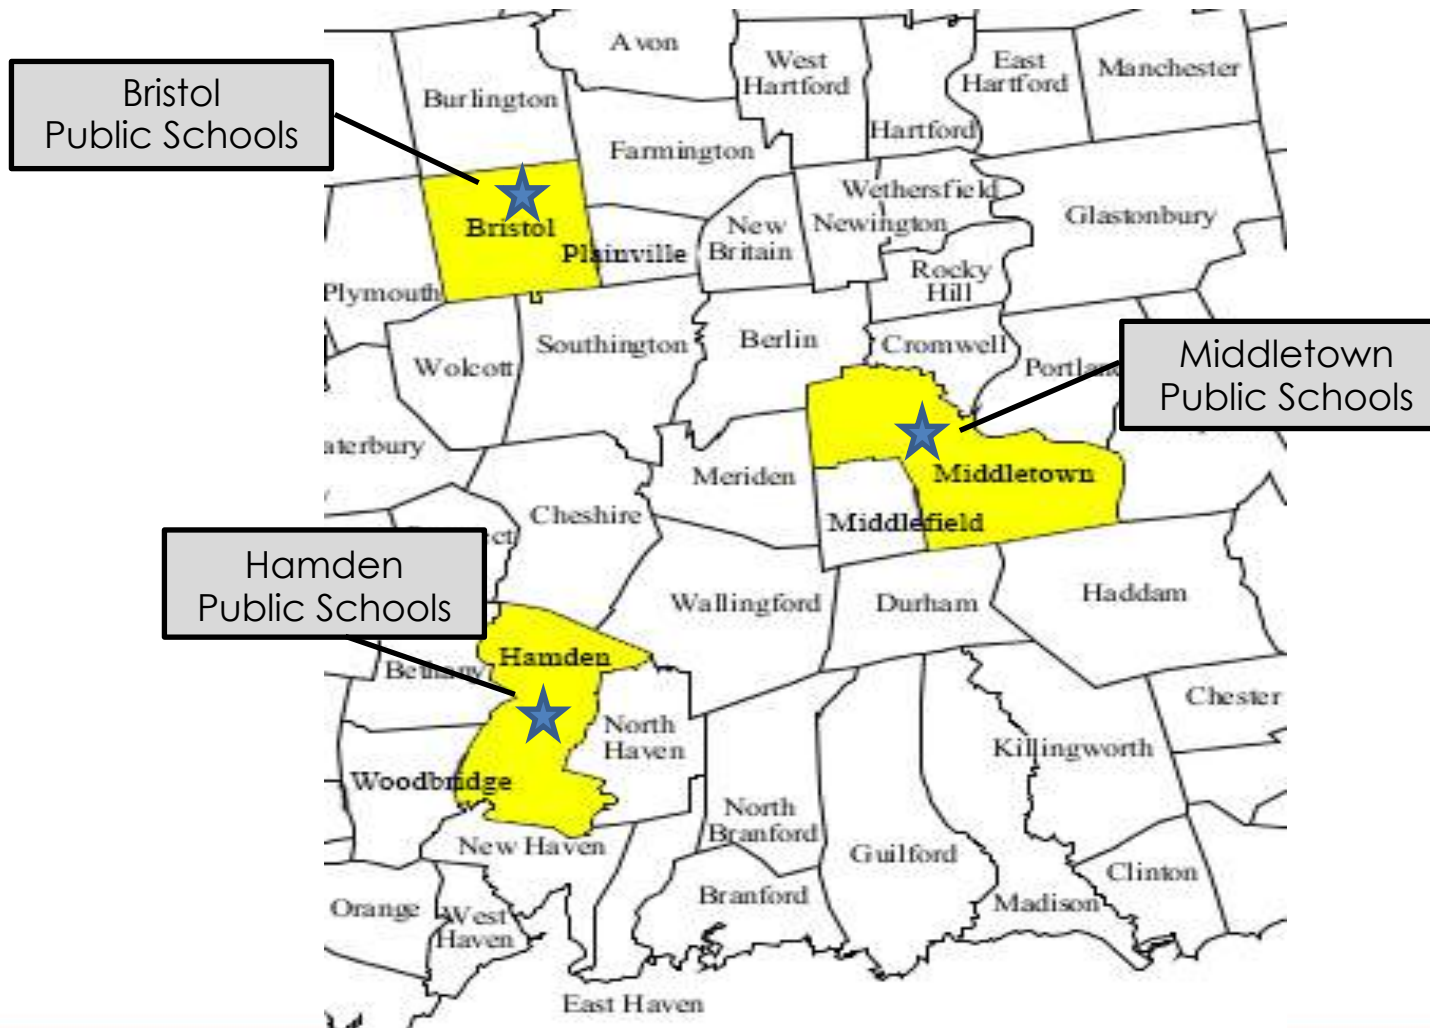 Avon
West
Hartford
East
Hartford
Manchester
Bristol
Public Schools
Burlington
Hartford
Farmington
Wethersfield
Glastonbury
Bristol
New
Britain
Newington
Plainville
Rocky
Hill
Plymouth
Southington
Berlin
Cromwell
Wolcott
Middletown
Public Schools
Meriden
Middletown
Cheshire
Middlefield
Hamden
Public Schools
Wallingford
Durham
Haddam
Hamden
Bethany
Chester
North
Haven
Killingworth
Woodbridge
North
Branford
New Haven
Guilford
Clinton
Branford
Orange
West
Haven
Madison
East Haven